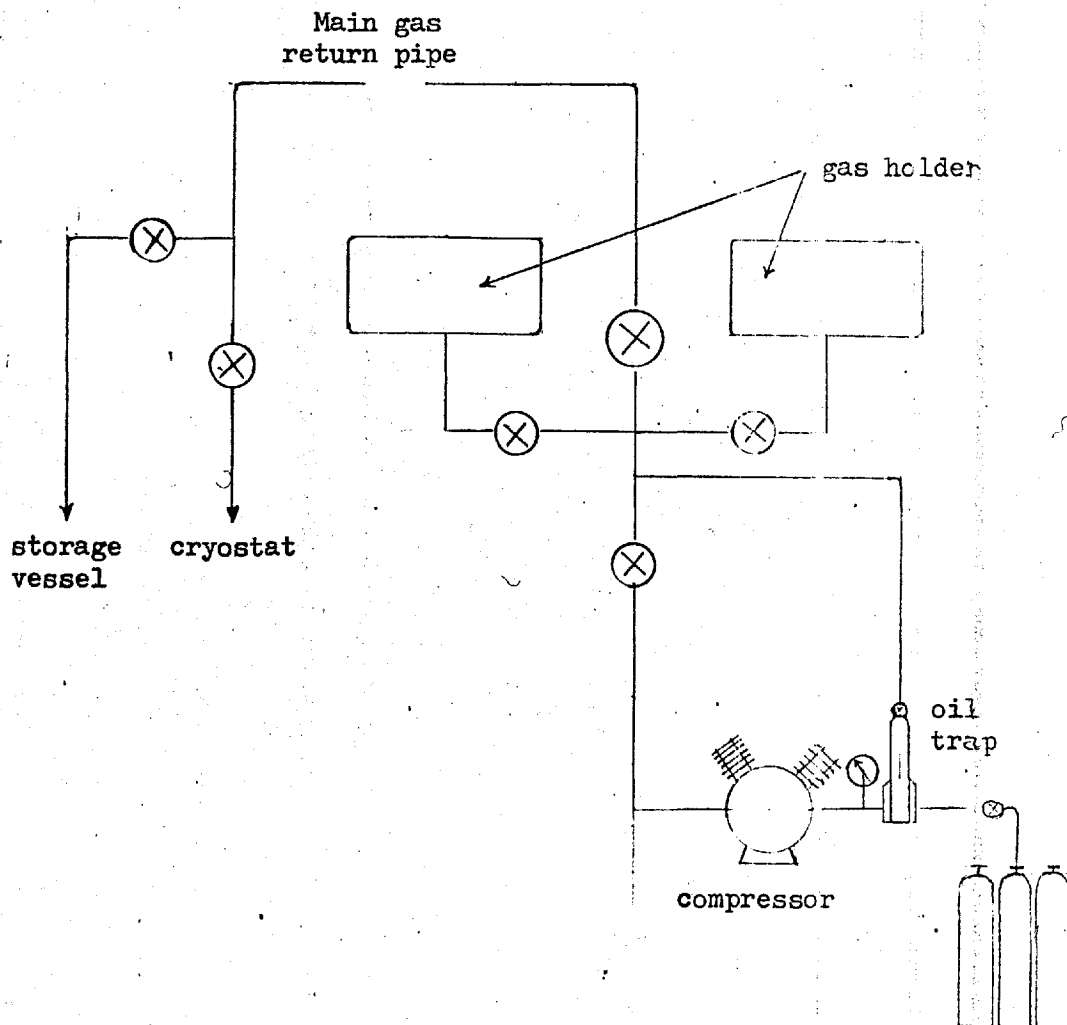 Main gas
return pipe
gas holder
storage
vessel
cryostat
oil
trap
compressor